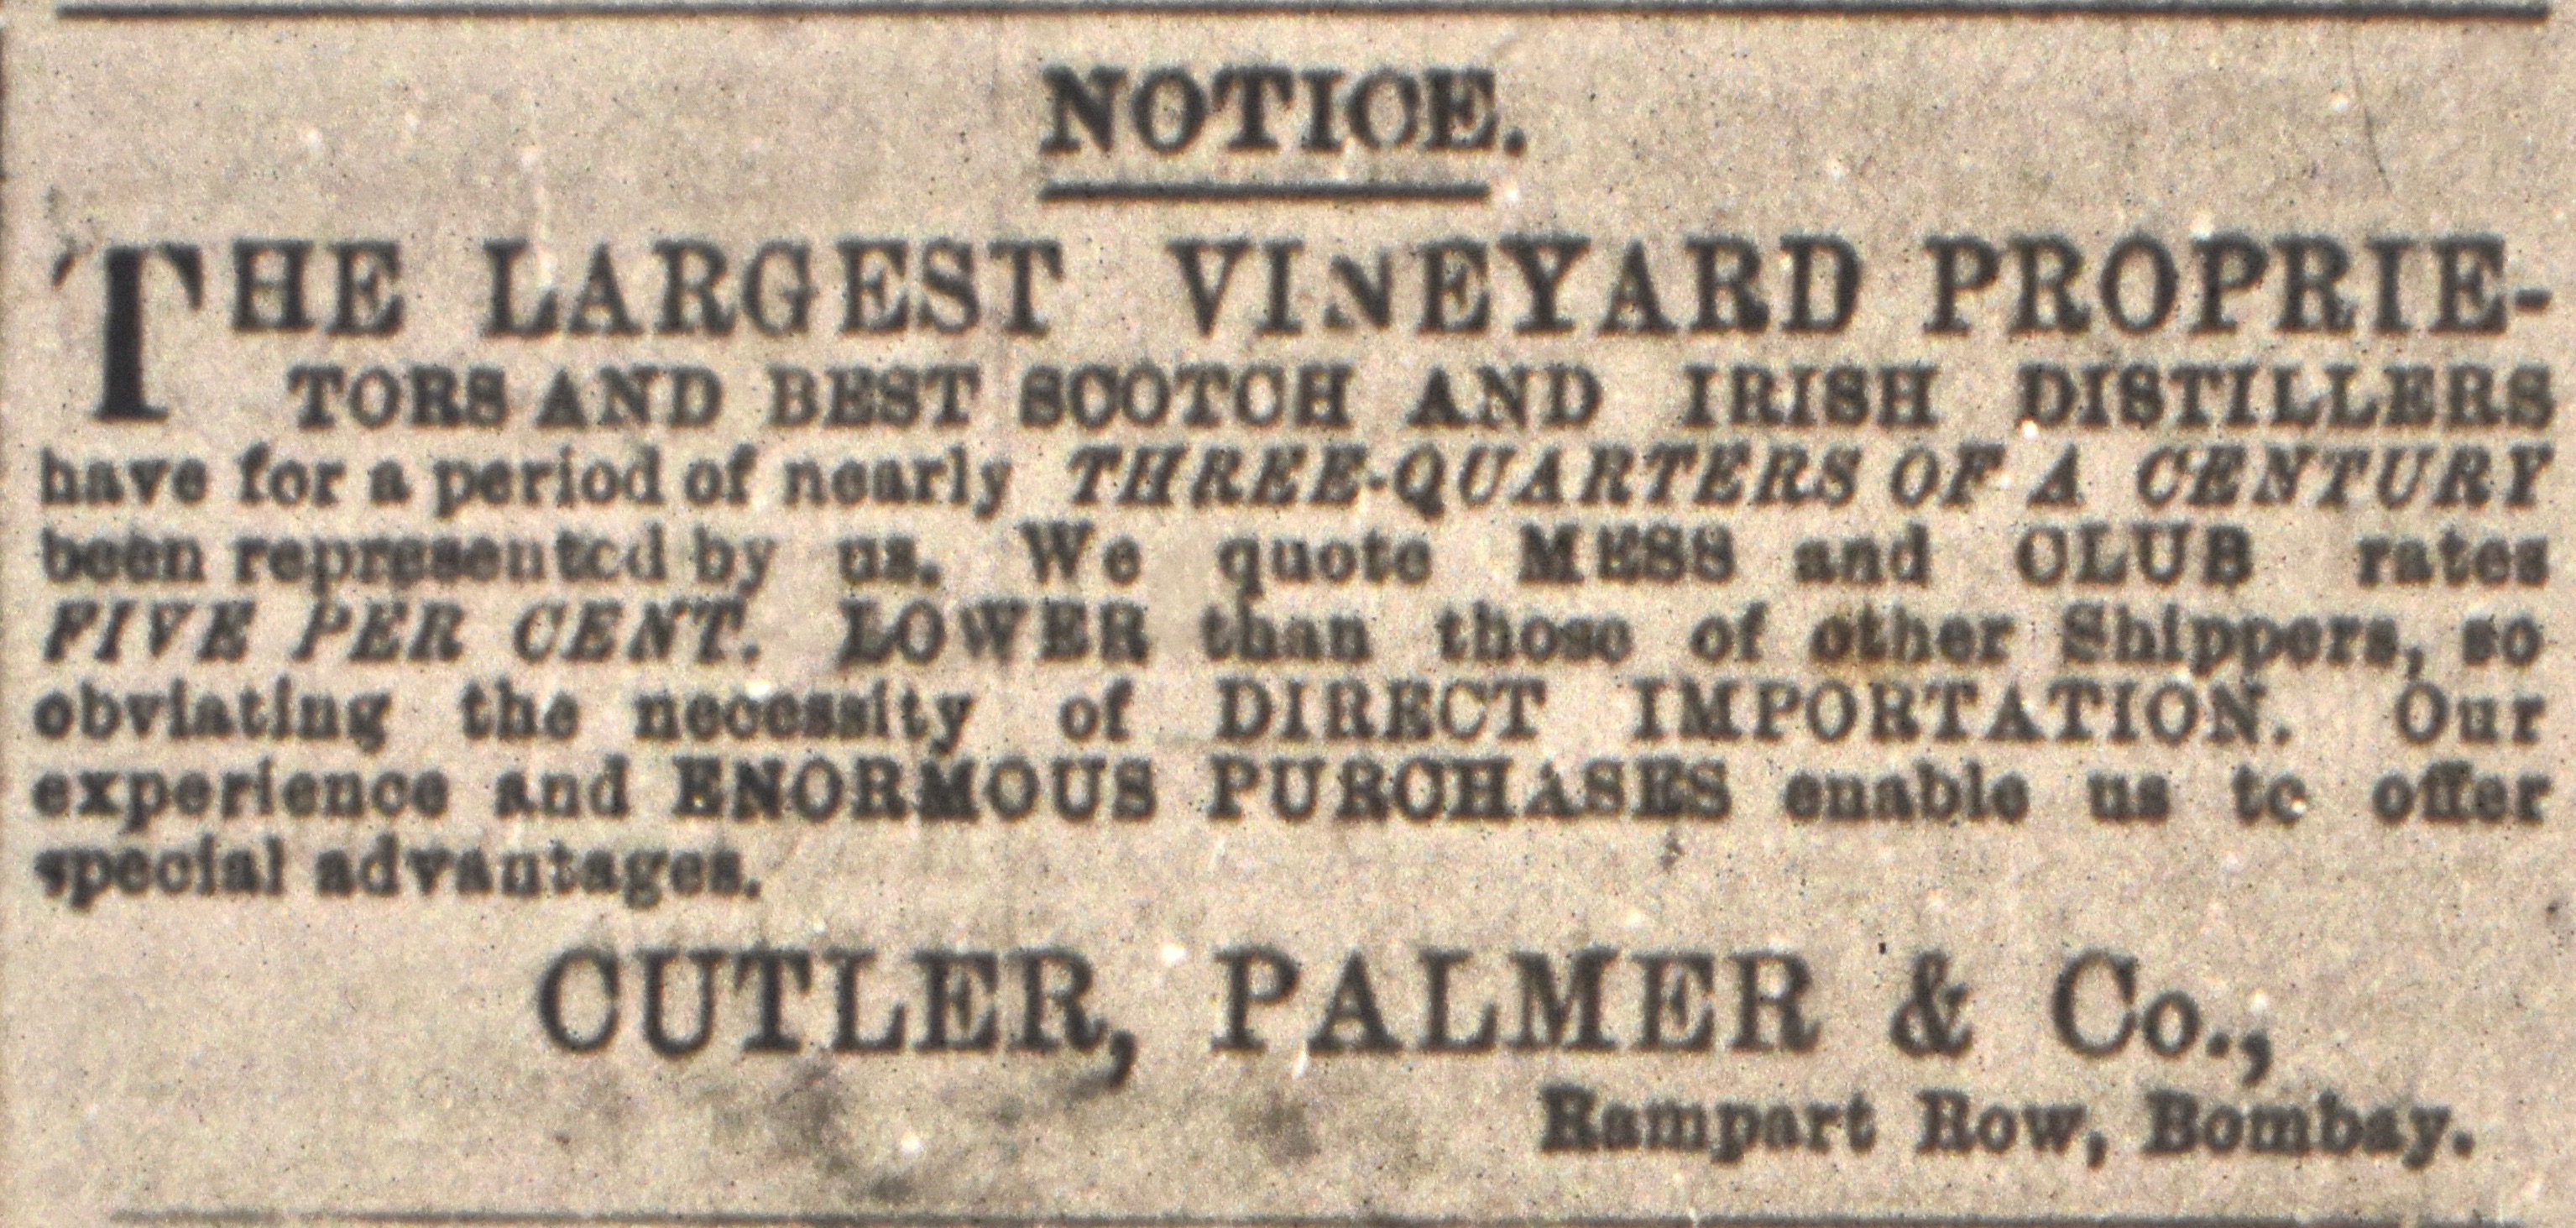 NOTICE.
THE LARGEST VINEYARD PROPRIE-
TORS AND BEST SCOTCH AND IRISH DISTILLERS
have for a period of nearly THREE-QUARTERS OF A CENTURY
been represented by us. We quote MESS and CLUB rates
FIVE PER CENT. LOWER than those of other Shippers, so
obviating the necessity of DIRECT IMPORTATION. Our
experience and ENORMOUS PURCHASES enable us to offer
special advantages.
CUTLER, PALMER & Co.,
Rampart Row, Bombay.